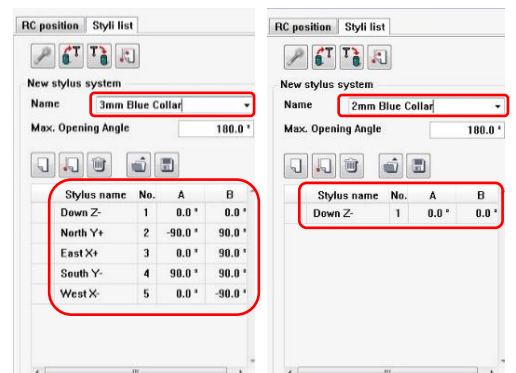 RC position Styli list
New stylus system
Name 3mm Blue Collar
Max. Opening Angle 180.0 °
Stylus name No. A B
Down Z- 1 0.0 ° 0.0 °
North Y+ 2 -90.0 ° 90.0 °
East X+ 3 0.0 ° 90.0 °
South Y- 4 90.0 ° 90.0 °
West X- 5 0.0 ° -90.0 °
RC position Styli list
New stylus system
Name 2mm Blue Collar
Max. Opening Angle 180.0 °
Stylus name No. A B
Down Z- 1 0.0 ° 0.0 °